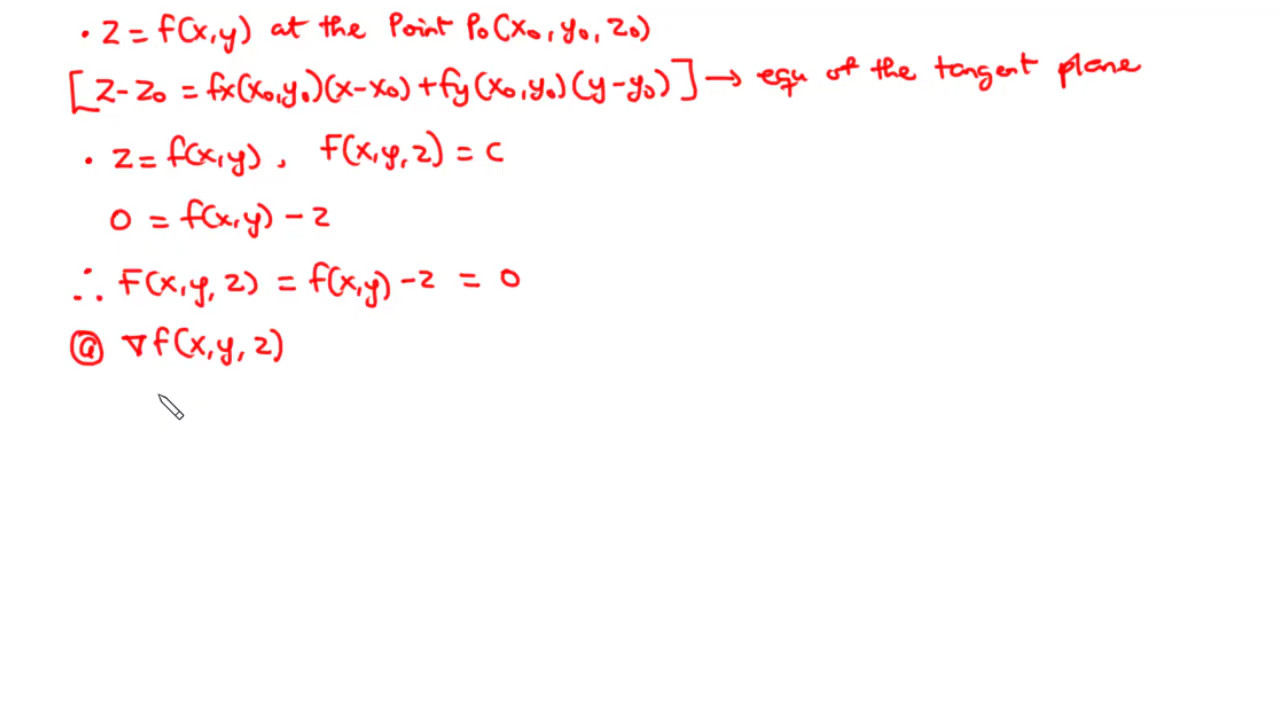 • z = f(x,y) at the Point P₀(x₀, y₀, z₀)
[z - z₀ = fx(x₀,y₀)(x-x₀) + fy(x₀,y₀)(y-y₀)] → equ of the tangent plane
• z = f(x,y), F(x,y,z) = c
0 = f(x,y) - z
∴ F(x,y,z) = f(x,y) - z = 0
ⓐ ∇f(x,y,z)